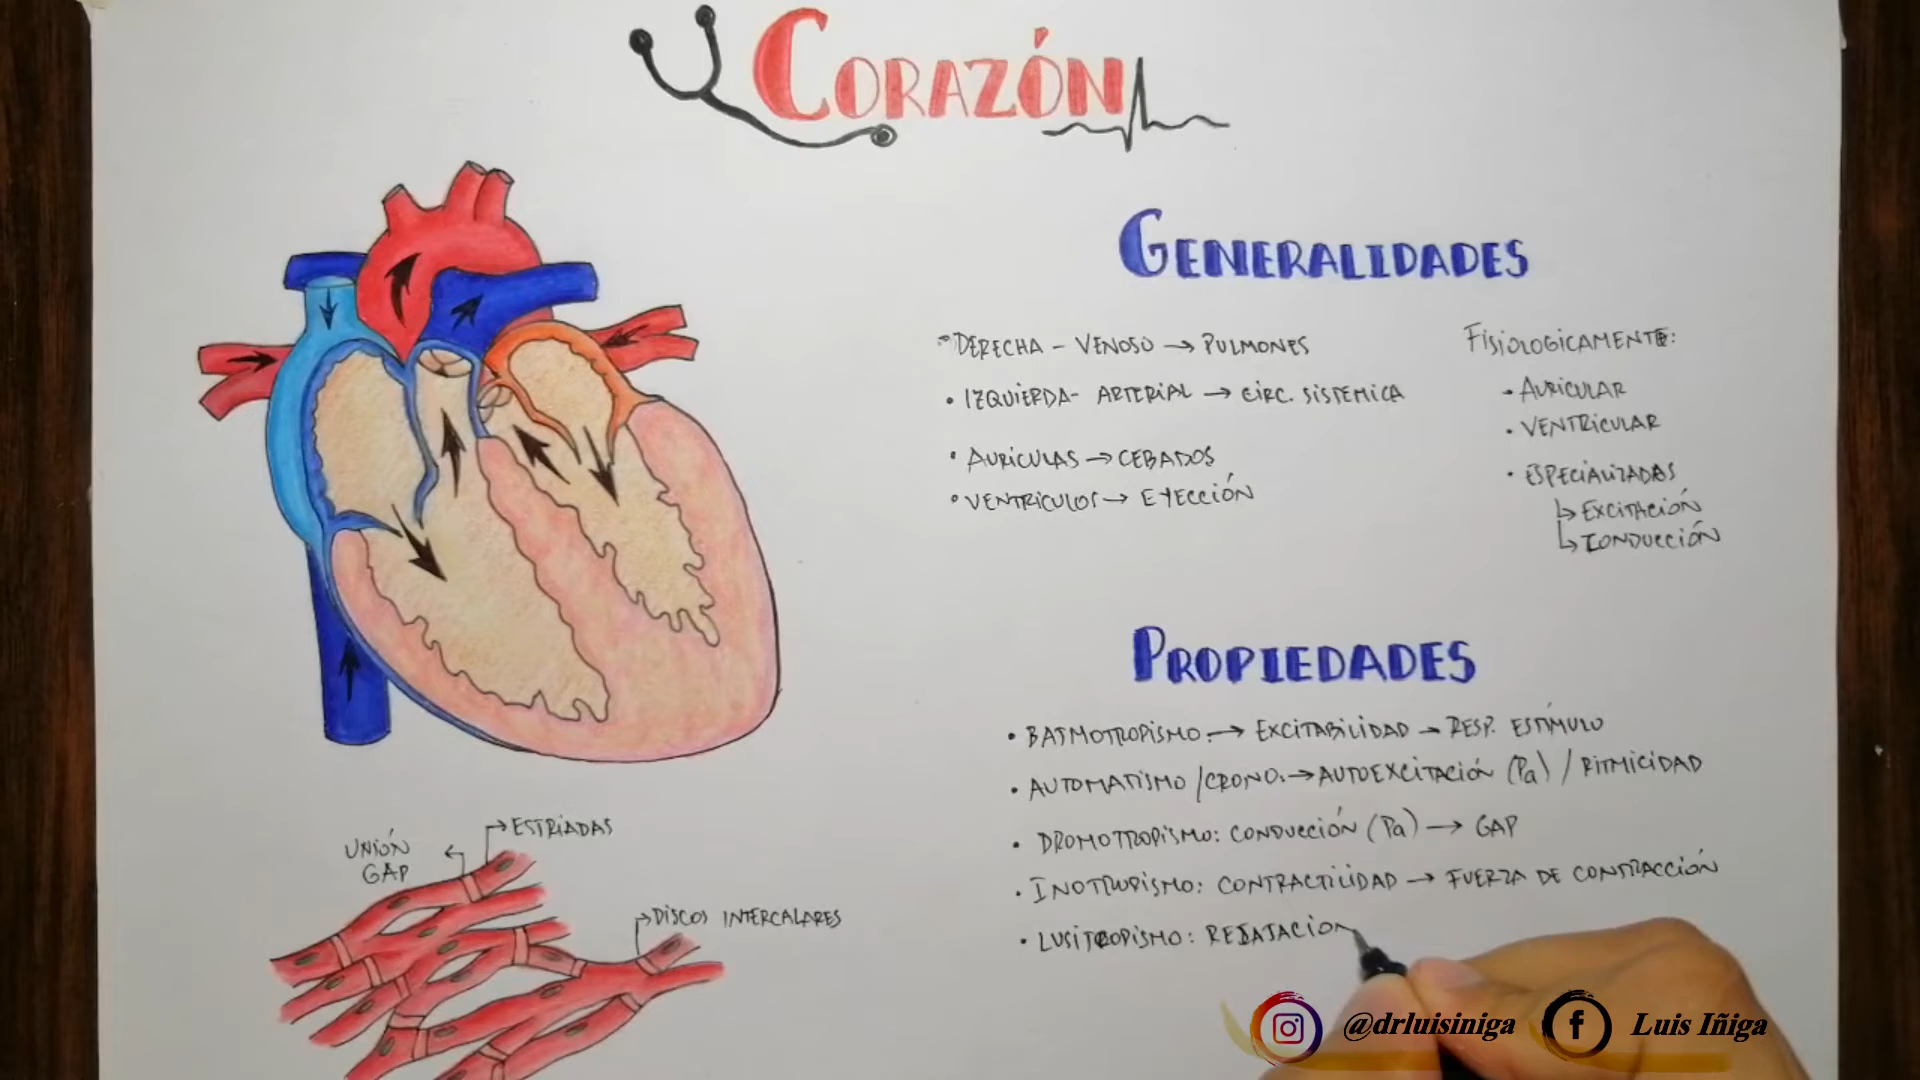 CORAZÓN
GENERALIDADES
DERECHA - VENOSO → PULMONES
• IZQUIERDA - ARTERIAL → CIRC. SISTEMICA
• AURICULAS → CEBADOS
• VENTRICULOS → EYECCIÓN
FISIOLOGICAMENTE:
- AURICULAR
• VENTRICULAR
• ESPECIALIZADAS
↳ EXCITACIÓN
↳ CONDUCCIÓN
PROPIEDADES
• BATMOTROPISMO → EXCITABILIDAD → RESP. ESTÍMULO
• AUTOMATISMO / CRONO. → AUTOEXCITACIÓN (Pa) / RITMICIDAD
• DROMOTROPISMO: CONDUCCIÓN (Pa) → GAP
• INOTROPISMO: CONTRACTILIDAD → FUERZA DE CONTRACCIÓN
• LUSITROPISMO: RELAJACION
UNIÓN
GAP
ESTRIADAS
DISCOS INTERCALARES
@drluisiniga
Luis Iñiga